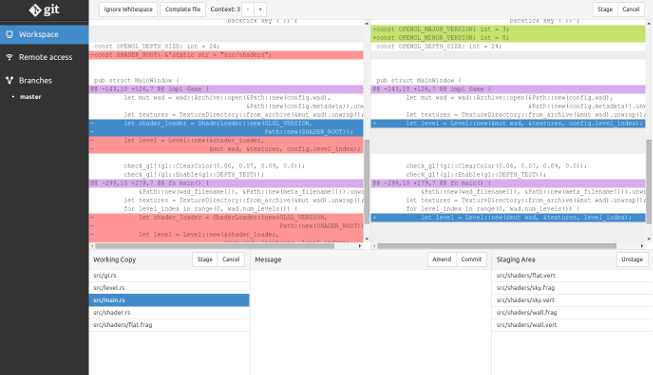 git
Ignore Whitespace
Complete file
Context: 3
-
+
Stage
Cancel
Workspace
Remote access
Branches
master
backtick key ('`')'.
const OPENGL_DEPTH_SIZE: int = 24;
-const SHADER_ROOT: &'static str = "src/shaders";
pub struct MainWindow {
@@ -143,10 +126,7 @@ impl Game {
let mut wad = wad::Archive::open(&Path::new(config.wad),
&Path::new(config.metadata)).unw
let textures = TextureDirectory::from_archive(&mut wad).unwrap();
- let shader_loader = ShaderLoader::new(GLSL_VERSION,
- Path::new(SHADER_ROOT));
- let level = Level::new(&shader_loader,
- &mut wad, &textures, config.level_index);
check_gl!(gl::ClearColor(0.06, 0.07, 0.09, 0.0));
check_gl!(gl::Enable(gl::DEPTH_TEST));
@@ -299,10 +279,7 @@ fn main() {
&Path::new(wad_filename[]), &Path::new(meta_filename[])).unw
let textures = TextureDirectory::from_archive(&mut wad).unwrap();
for level_index in range(0, wad.num_levels()) {
- let shader_loader = ShaderLoader::new(GLSL_VERSION,
- Path::new(SHADER_ROOT)
- let level = Level::new(&shader_loader,
backtick key ('`')'.
+const OPENGL_MAJOR_VERSION: int = 3;
+const OPENGL_MINOR_VERSION: int = 0;
const OPENGL_DEPTH_SIZE: int = 24;
pub struct MainWindow {
@@ -143,10 +126,7 @@ impl Game {
let mut wad = wad::Archive::open(&Path::new(config.wad),
&Path::new(config.metadata)).unw
let textures = TextureDirectory::from_archive(&mut wad).unwrap();
+ let level = Level::new(&mut wad, &textures, config.level_index);
check_gl!(gl::ClearColor(0.06, 0.07, 0.09, 0.0));
check_gl!(gl::Enable(gl::DEPTH_TEST));
@@ -299,10 +279,7 @@ fn main() {
&Path::new(wad_filename[]), &Path::new(meta_filename[])).unw
let textures = TextureDirectory::from_archive(&mut wad).unwrap();
for level_index in range(0, wad.num_levels()) {
+ let level = Level::new(&mut wad, &textures, level_index);
Working Copy
Stage
Cancel
src/gl.rs
src/level.rs
src/main.rs
src/shader.rs
src/shaders/flat.frag
Message
Amend
Commit
Staging Area
Unstage
src/shaders/flat.vert
src/shaders/sky.frag
src/shaders/sky.vert
src/shaders/wall.frag
src/shaders/wall.vert